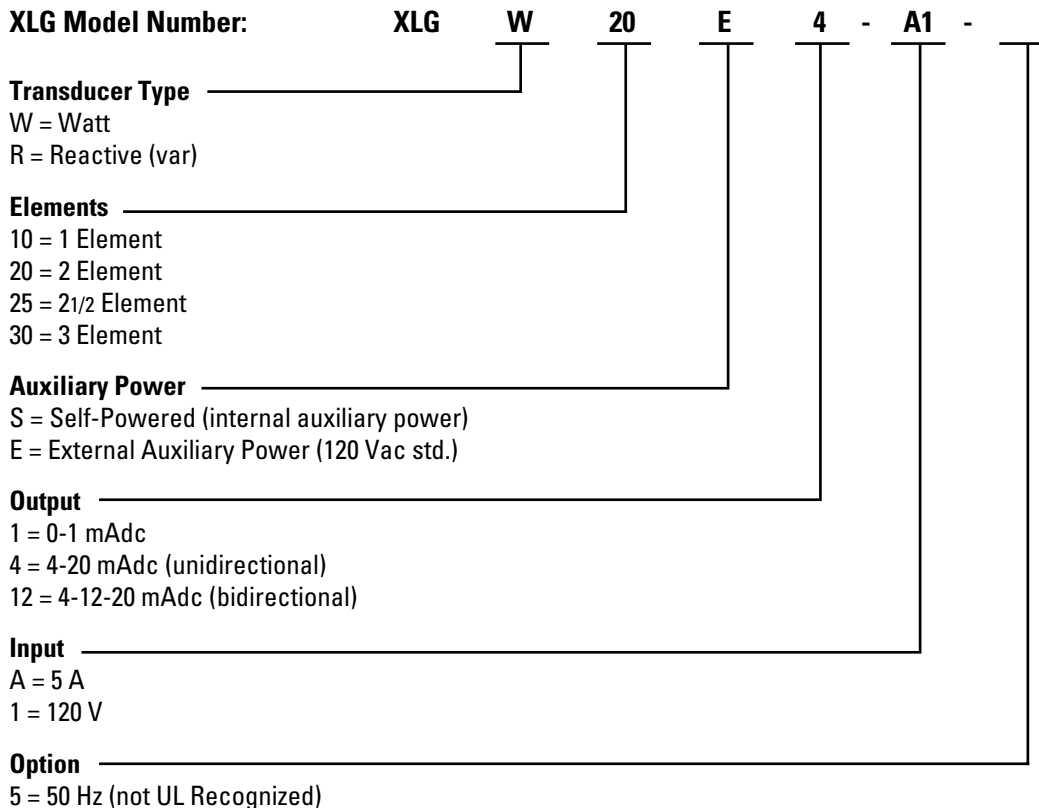 XLG Model Number: XLG W 20 E 4 - A1 -
Transducer Type
W = Watt
R = Reactive (var)
Elements
10 = 1 Element
20 = 2 Element
25 = 21/2 Element
30 = 3 Element
Auxiliary Power
S = Self-Powered (internal auxiliary power)
E = External Auxiliary Power (120 Vac std.)
Output
1 = 0-1 mAdc
4 = 4-20 mAdc (unidirectional)
12 = 4-12-20 mAdc (bidirectional)
Input
A = 5 A
1 = 120 V
Option
5 = 50 Hz (not UL Recognized)